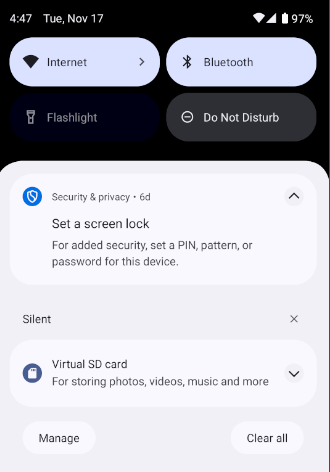 4:47 Tue, Nov 17 97%
Internet Bluetooth
Flashlight Do Not Disturb
Security & privacy • 6d
Set a screen lock
For added security, set a PIN, pattern, or
password for this device.
Silent
Virtual SD card
For storing photos, videos, music and more
Manage Clear all